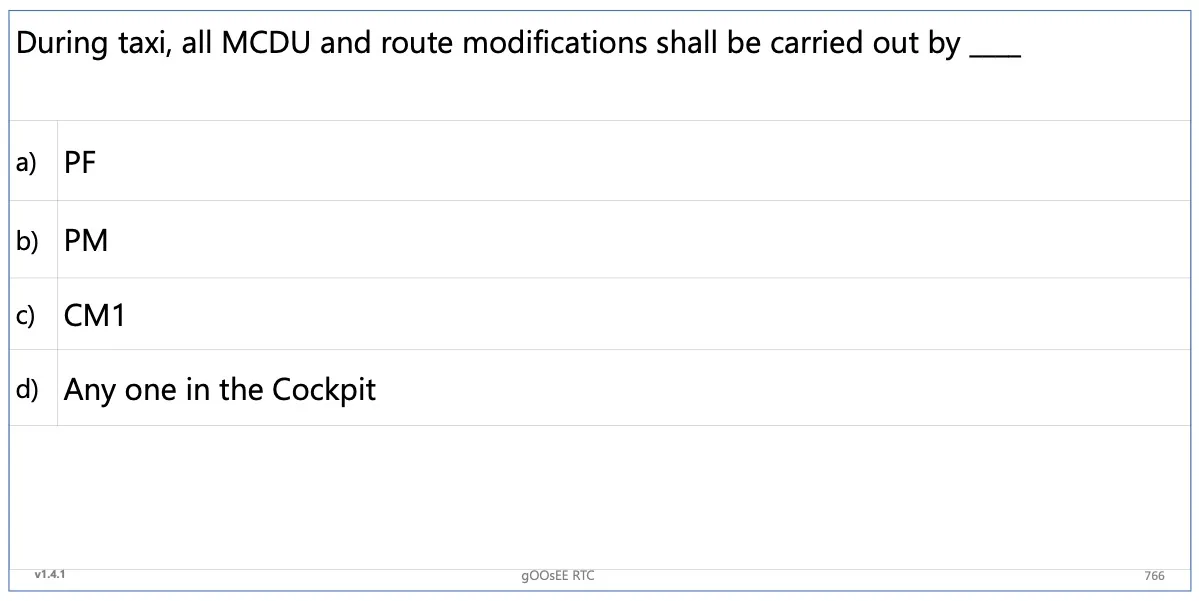 During taxi, all MCDU and route modifications shall be carried out by ____
a) PF
b) PM
c) CM1
d) Any one in the Cockpit
v1.4.1 gOOsEE RTC 766